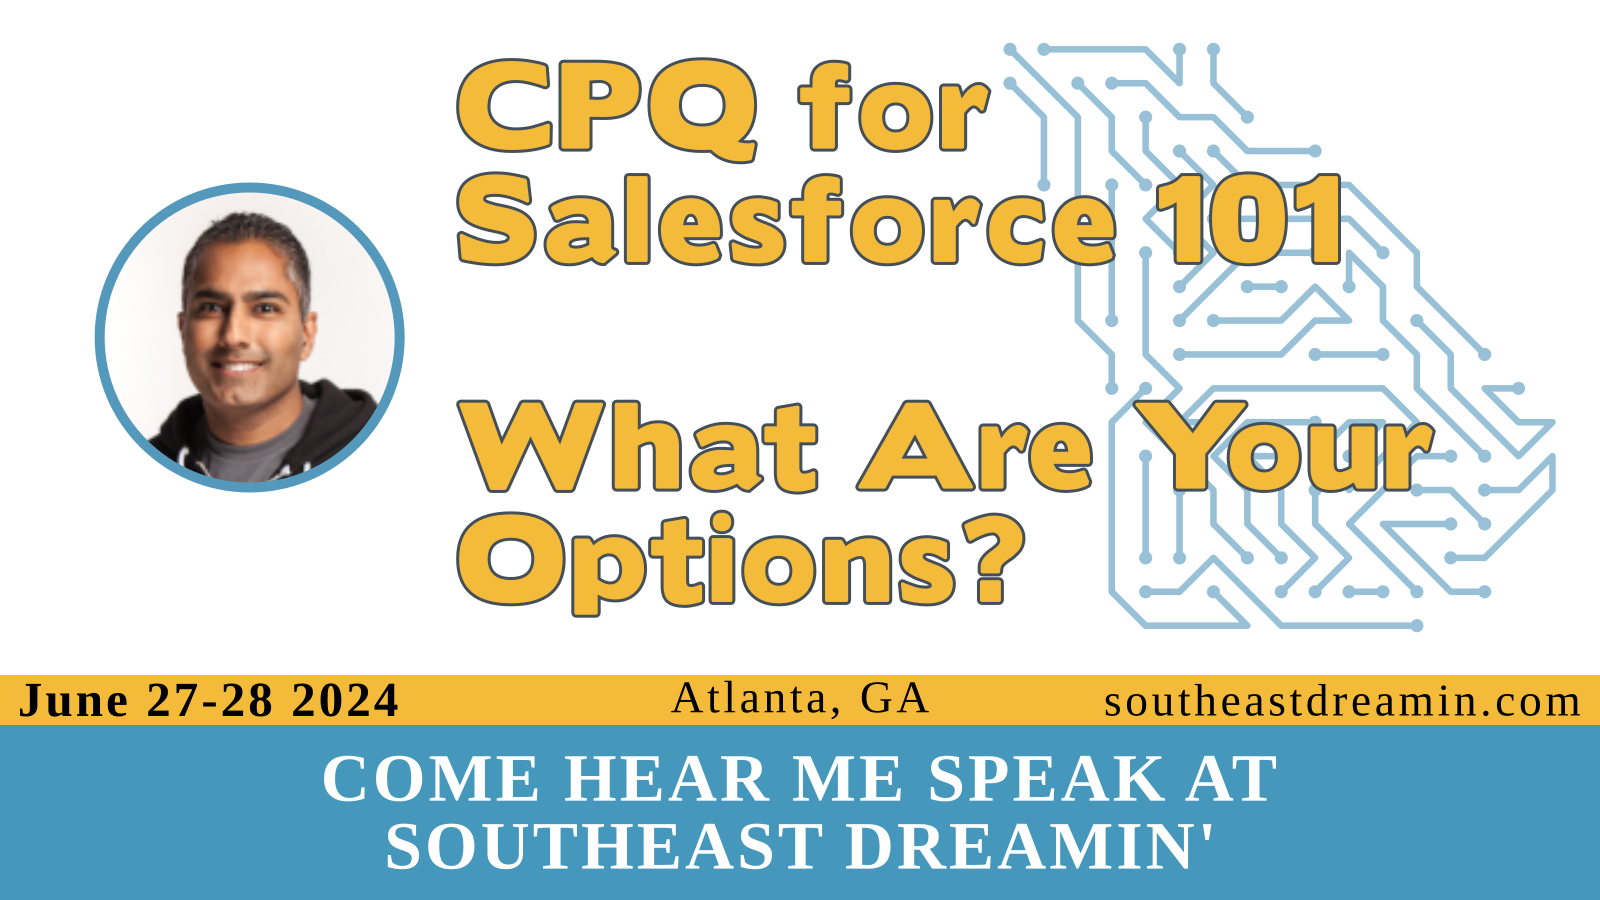 CPQ for
Salesforce 101
What Are Your
Options?
June 27-28 2024
Atlanta, GA
southeastdreamin.com
COME HEAR ME SPEAK AT
SOUTHEAST DREAMIN'